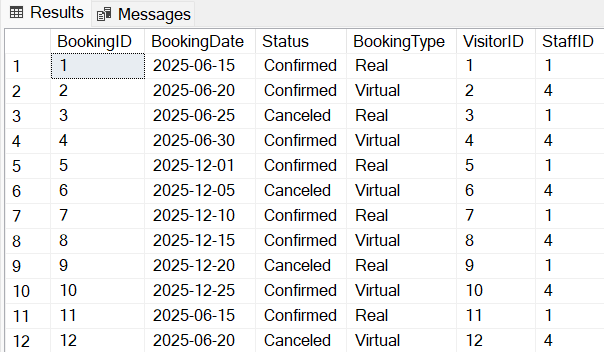 Results Messages
BookingID BookingDate Status BookingType VisitorID StaffID
1 1 2025-06-15 Confirmed Real 1 1
2 2 2025-06-20 Confirmed Virtual 2 4
3 3 2025-06-25 Canceled Real 3 1
4 4 2025-06-30 Confirmed Virtual 4 4
5 5 2025-12-01 Confirmed Real 5 1
6 6 2025-12-05 Canceled Virtual 6 4
7 7 2025-12-10 Confirmed Real 7 1
8 8 2025-12-15 Confirmed Virtual 8 4
9 9 2025-12-20 Canceled Real 9 1
10 10 2025-12-25 Confirmed Virtual 10 4
11 11 2025-06-15 Confirmed Real 11 1
12 12 2025-06-20 Canceled Virtual 12 4